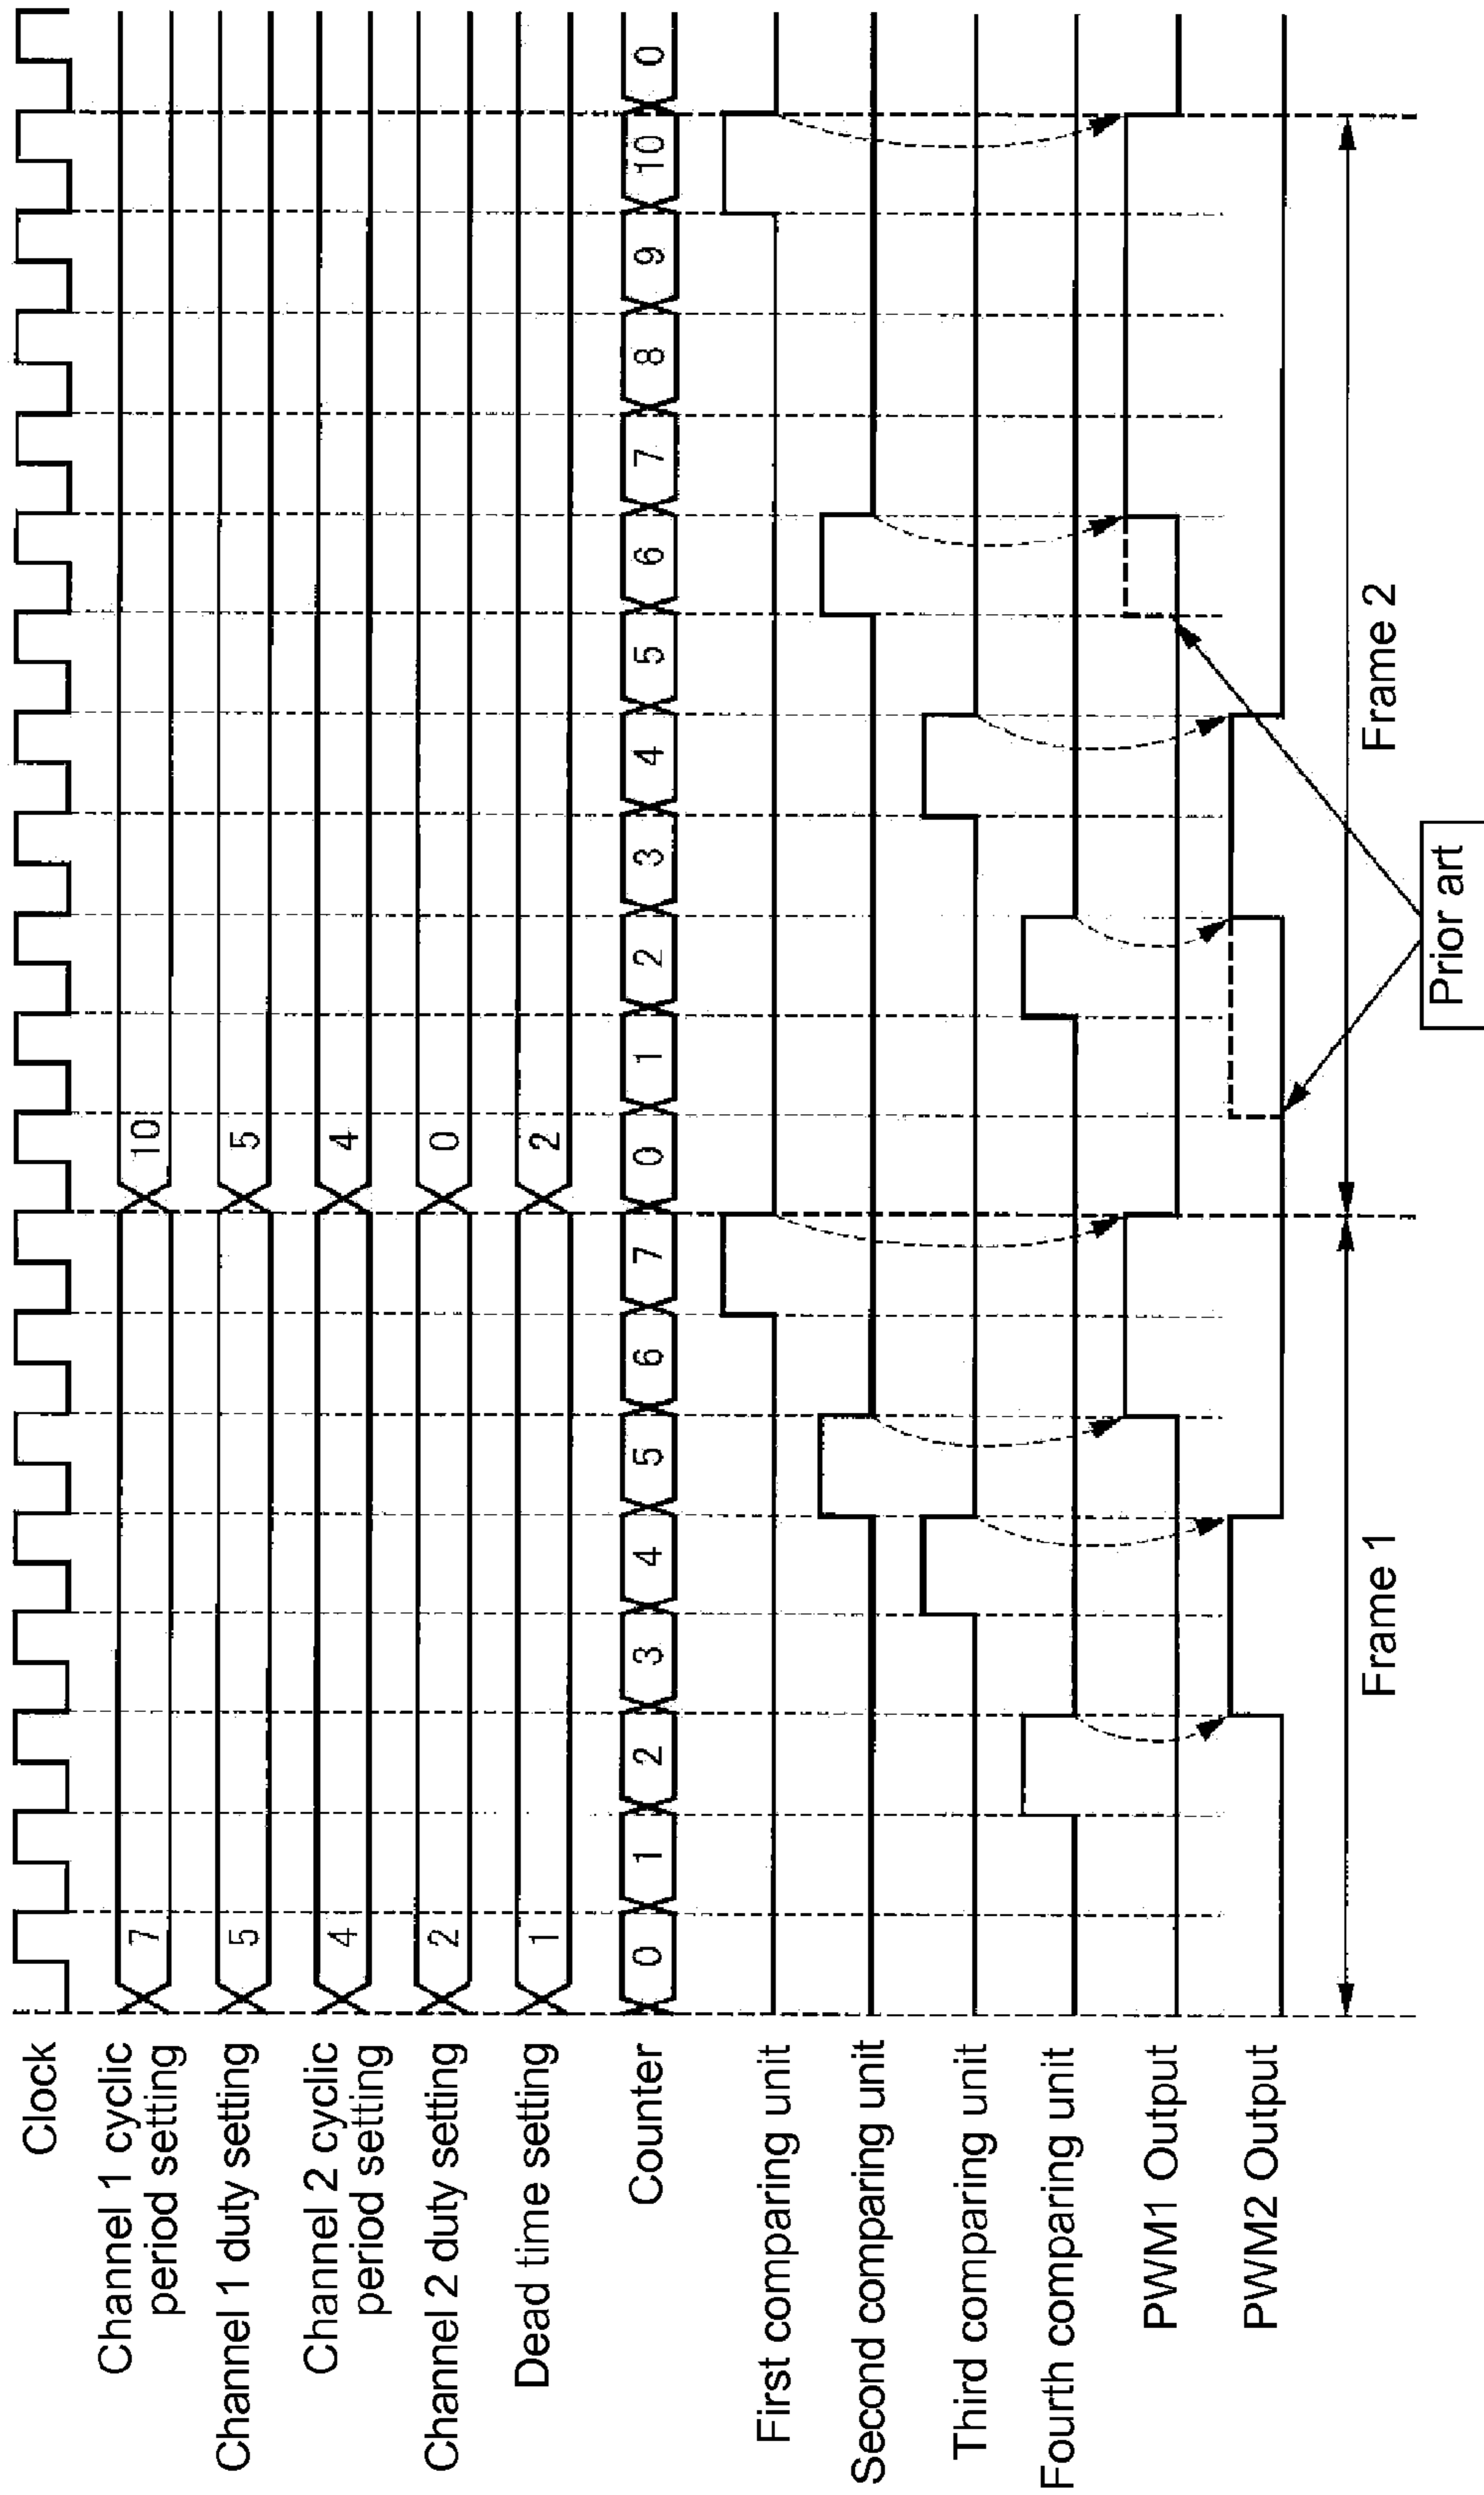 Clock
Channel 1 cyclic
period setting
7
10
Channel 1 duty setting
5
5
Channel 2 cyclic
period setting
4
4
Channel 2 duty setting
2
0
Dead time setting
1
2
Counter
0 1 2 3 4 5 6 7 0 1 2 3 4 5 6 7 8 9 10 0
First comparing unit
Second comparing unit
Third comparing unit
Fourth comparing unit
PWM1 Output
PWM2 Output
Frame 1
Frame 2
Prior art